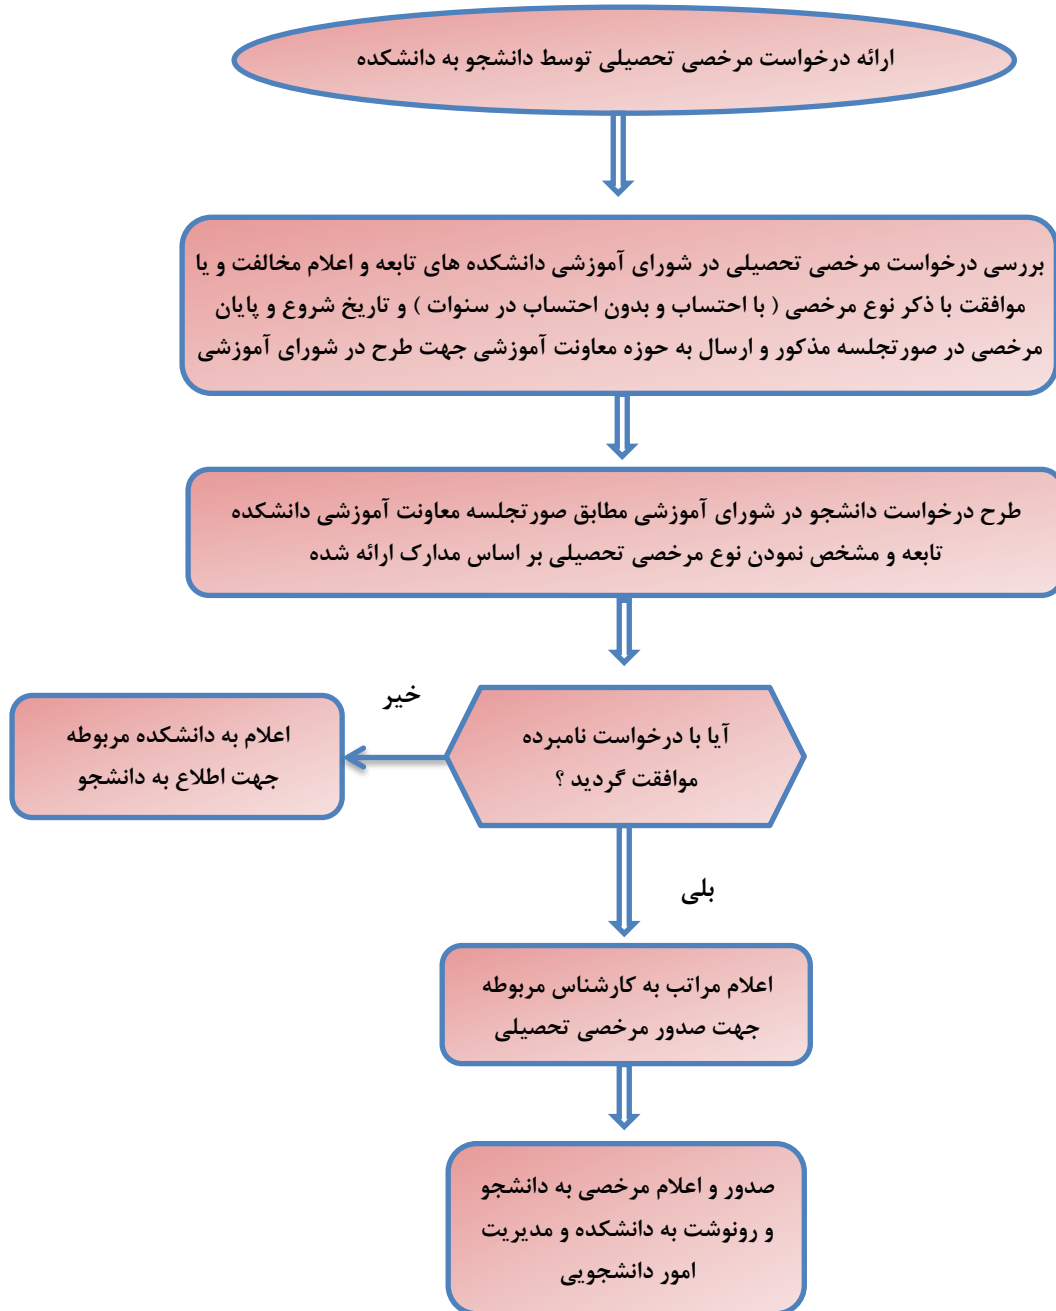 ارائه درخواست مرخصی تحصیلی توسط دانشجو به دانشکده
بررسی درخواست مرخصی تحصیلی در شورای آموزشی دانشکده های تابعه و اعلام مخالفت و یا
موافقت با ذکر نوع مرخصی ( با احتساب و بدون احتساب در سنوات ) و تاریخ شروع و پایان
مرخصی در صورتجلسه مذکور و ارسال به حوزه معاونت آموزشی جهت طرح در شورای آموزشی
طرح درخواست دانشجو در شورای آموزشی مطابق صورتجلسه معاونت آموزشی دانشکده
تابعه و مشخص نمودن نوع مرخصی تحصیلی بر اساس مدارک ارائه شده
آیا با درخواست نامبرده
موافقت گردید ؟
خیر
اعلام به دانشکده مربوطه
جهت اطلاع به دانشجو
بلی
اعلام مراتب به کارشناس مربوطه
جهت صدور مرخصی تحصیلی
صدور و اعلام مرخصی به دانشجو
و رونوشت به دانشکده و مدیریت
امور دانشجویی